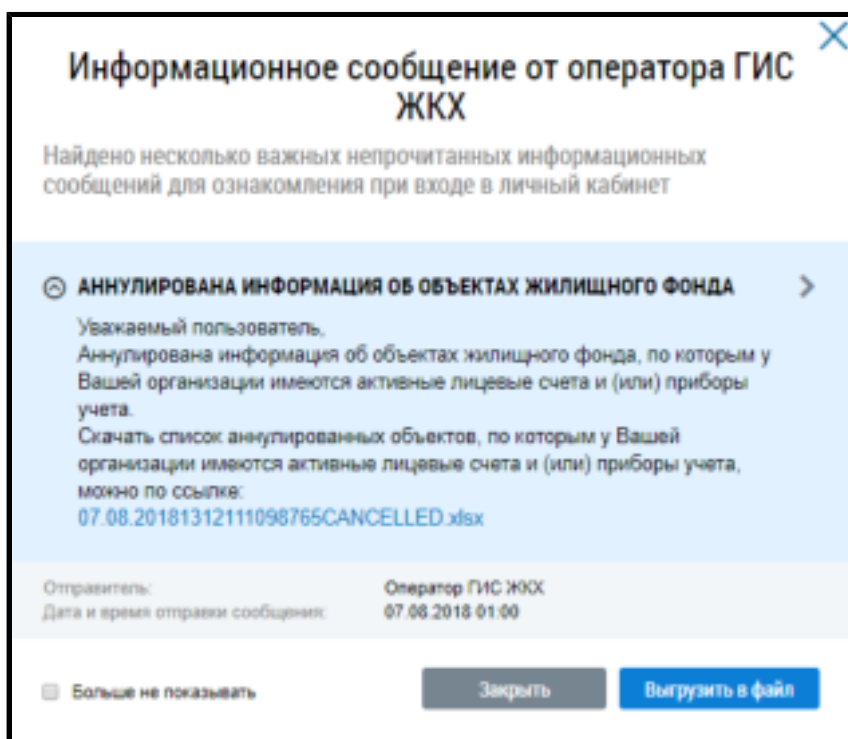 Информационное сообщение от оператора ГИС
ЖКХ
Найдено несколько важных непрочитанных информационных
сообщений для ознакомления при входе в личный кабинет
АННУЛИРОВАНА ИНФОРМАЦИЯ ОБ ОБЪЕКТАХ ЖИЛИЩНОГО ФОНДА
Уважаемый пользователь,
Аннулирована информация об объектах жилищного фонда, по которым у
Вашей организации имеются активные лицевые счета и (или) приборы
учета.
Скачать список аннулированных объектов, по которым у Вашей
организации имеются активные лицевые счета и (или) приборы учета,
можно по ссылке:
07.08.20181312111098765CANCELLED.xlsx
Отправитель: Оператор ГИС ЖКХ
Дата и время отправки сообщения: 07.08.2018 01:00
Больше не показывать Закрыть Выгрузить в файл